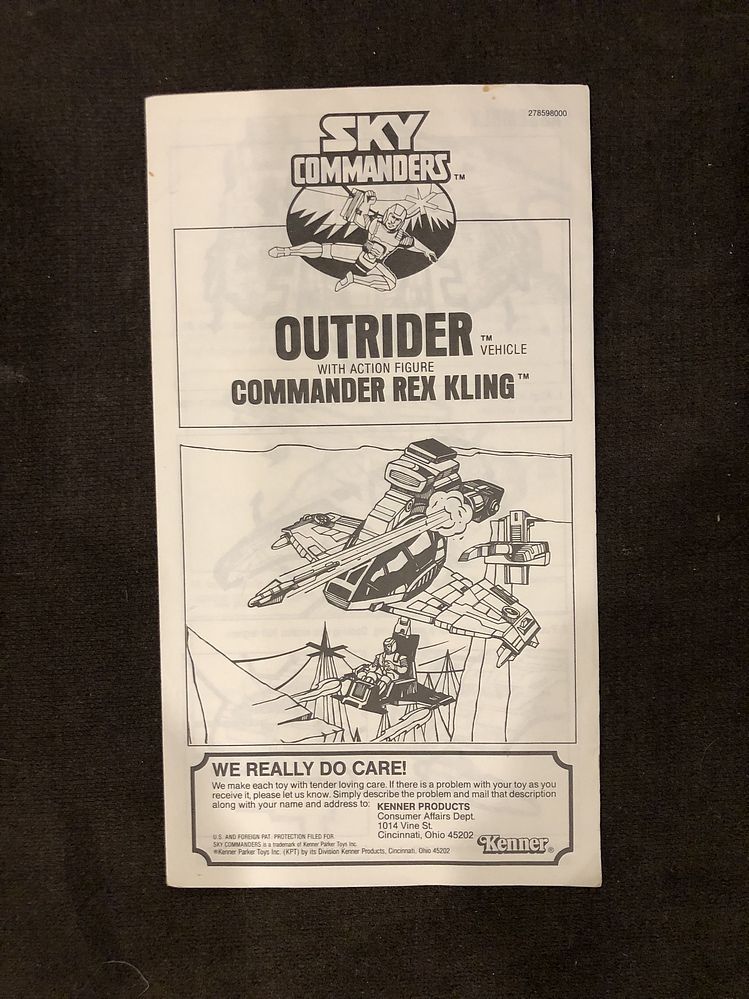 278598000
SKY
COMMANDERS™
OUTRIDER™
VEHICLE
WITH ACTION FIGURE
COMMANDER REX KLING™
WE REALLY DO CARE!
We make each toy with tender loving care. If there is a problem with your toy as you
receive it, please let us know. Simply describe the problem and mail that description
along with your name and address to: KENNER PRODUCTS
Consumer Affairs Dept.
1014 Vine St.
Cincinnati, Ohio 45202
U.S. AND FOREIGN PAT. PROTECTION FILED FOR.
SKY COMMANDERS is a trademark of Kenner Parker Toys Inc.
®Kenner Parker Toys Inc. (KPT) by its Division Kenner Products, Cincinnati, Ohio 45202
Kenner®